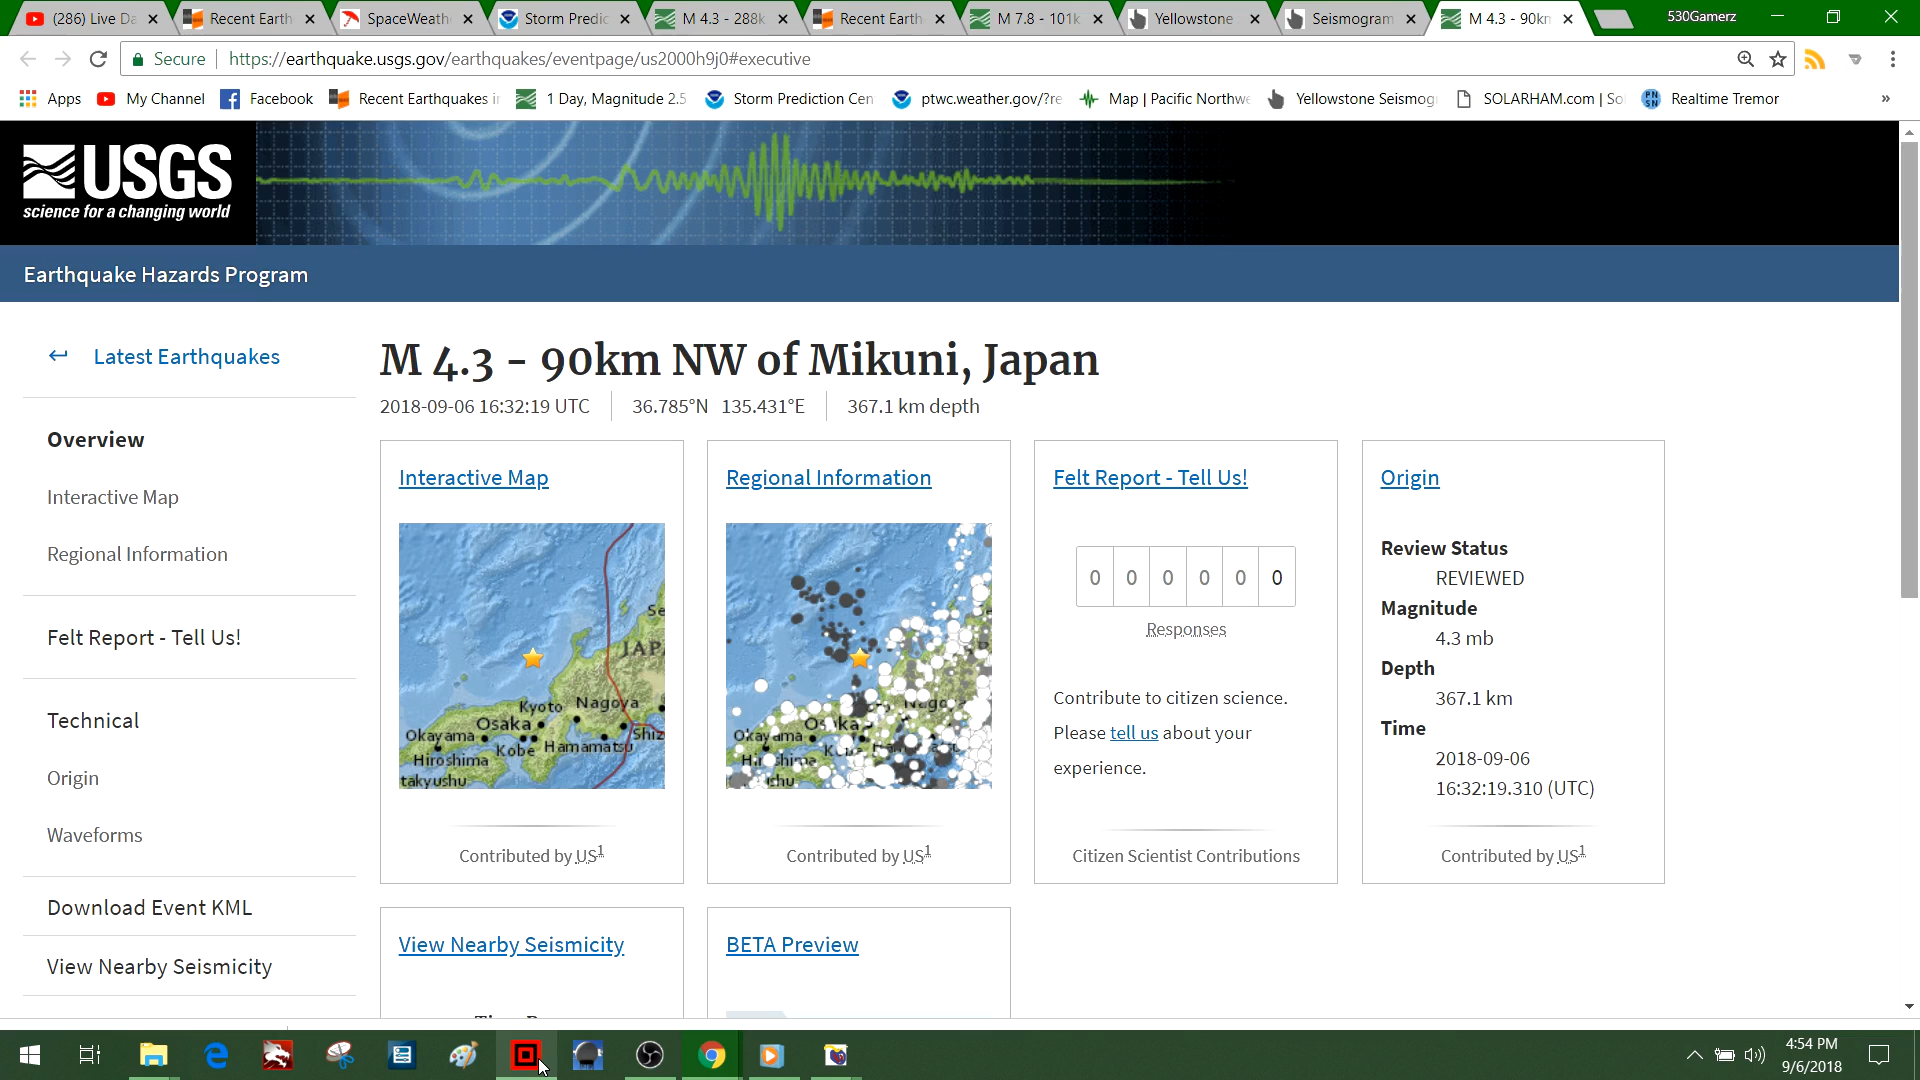 (286) Live Da
Recent Earth
SpaceWeath
Storm Predic
M 4.3 - 288k
Recent Earth
M 7.8 - 101k
Yellowstone
Seismogram
M 4.3 - 90kn
530Gamerz
Secure
https://earthquake.usgs.gov/earthquakes/eventpage/us2000h9j0#executive
Apps
My Channel
Facebook
Recent Earthquakes i
1 Day, Magnitude 2.5
Storm Prediction Cen
ptwc.weather.gov/?re
Map | Pacific Northwe
Yellowstone Seismog
SOLARHAM.com | So
Realtime Tremor
»
USGS
science for a changing world
Earthquake Hazards Program
Latest Earthquakes
Overview
Interactive Map
Regional Information
Felt Report - Tell Us!
Technical
Origin
Waveforms
Download Event KML
View Nearby Seismicity
M 4.3 - 90km NW of Mikuni, Japan
2018-09-06 16:32:19 UTC
36.785°N 135.431°E
367.1 km depth
Interactive Map
Se
JAPA
Kyoto Nagoya
Osaka
Okayama
Kobe Hamamatsu Shiz
Hiroshima
takyushu
Contributed by US1
Regional Information
Okayama
Contributed by US1
Felt Report - Tell Us!
0 0 0 0 0 0
Responses
Contribute to citizen science.
Please tell us about your
experience.
Citizen Scientist Contributions
Origin
Review Status
REVIEWED
Magnitude
4.3 mb
Depth
367.1 km
Time
2018-09-06
16:32:19.310 (UTC)
Contributed by US1
View Nearby Seismicity
BETA Preview
4:54 PM
9/6/2018